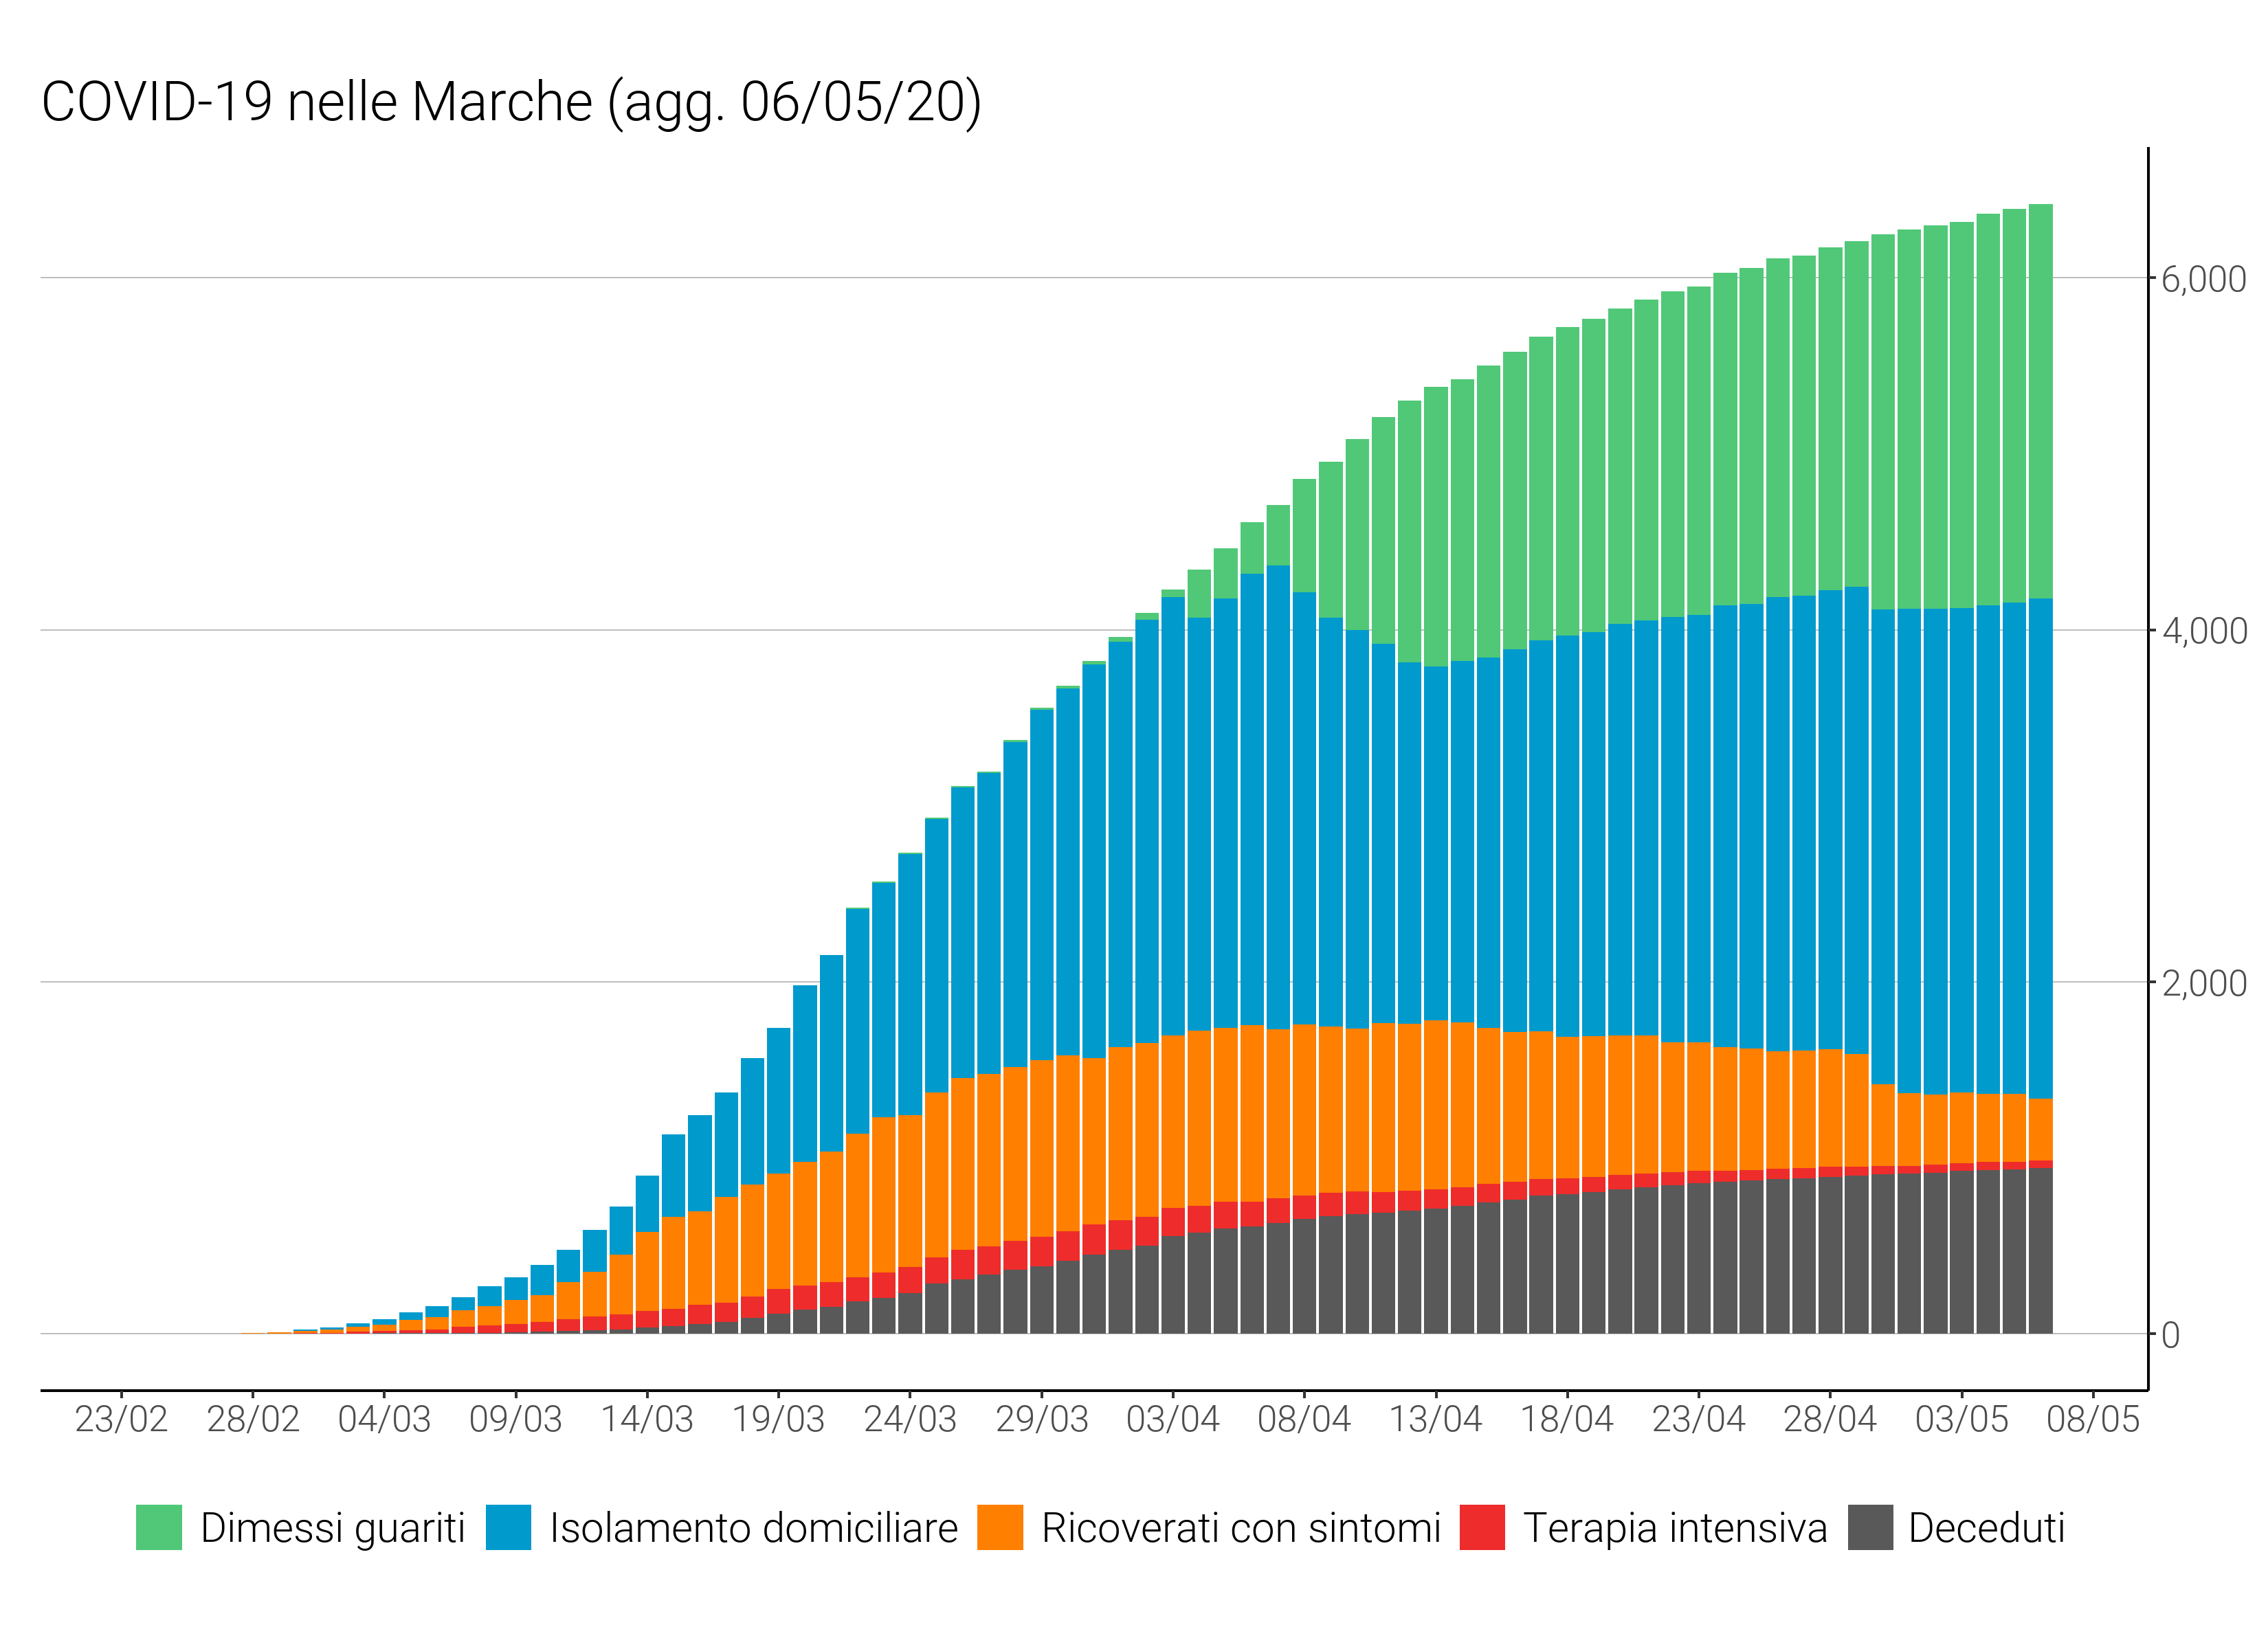 COVID-19 nelle Marche (agg. 06/05/20)
6,000
4,000
2,000
0
23/02 28/02 04/03 09/03 14/03 19/03 24/03 29/03 03/04 08/04 13/04 18/04 23/04 28/04 03/05 08/05
Dimessi guariti Isolamento domiciliare Ricoverati con sintomi Terapia intensiva Deceduti